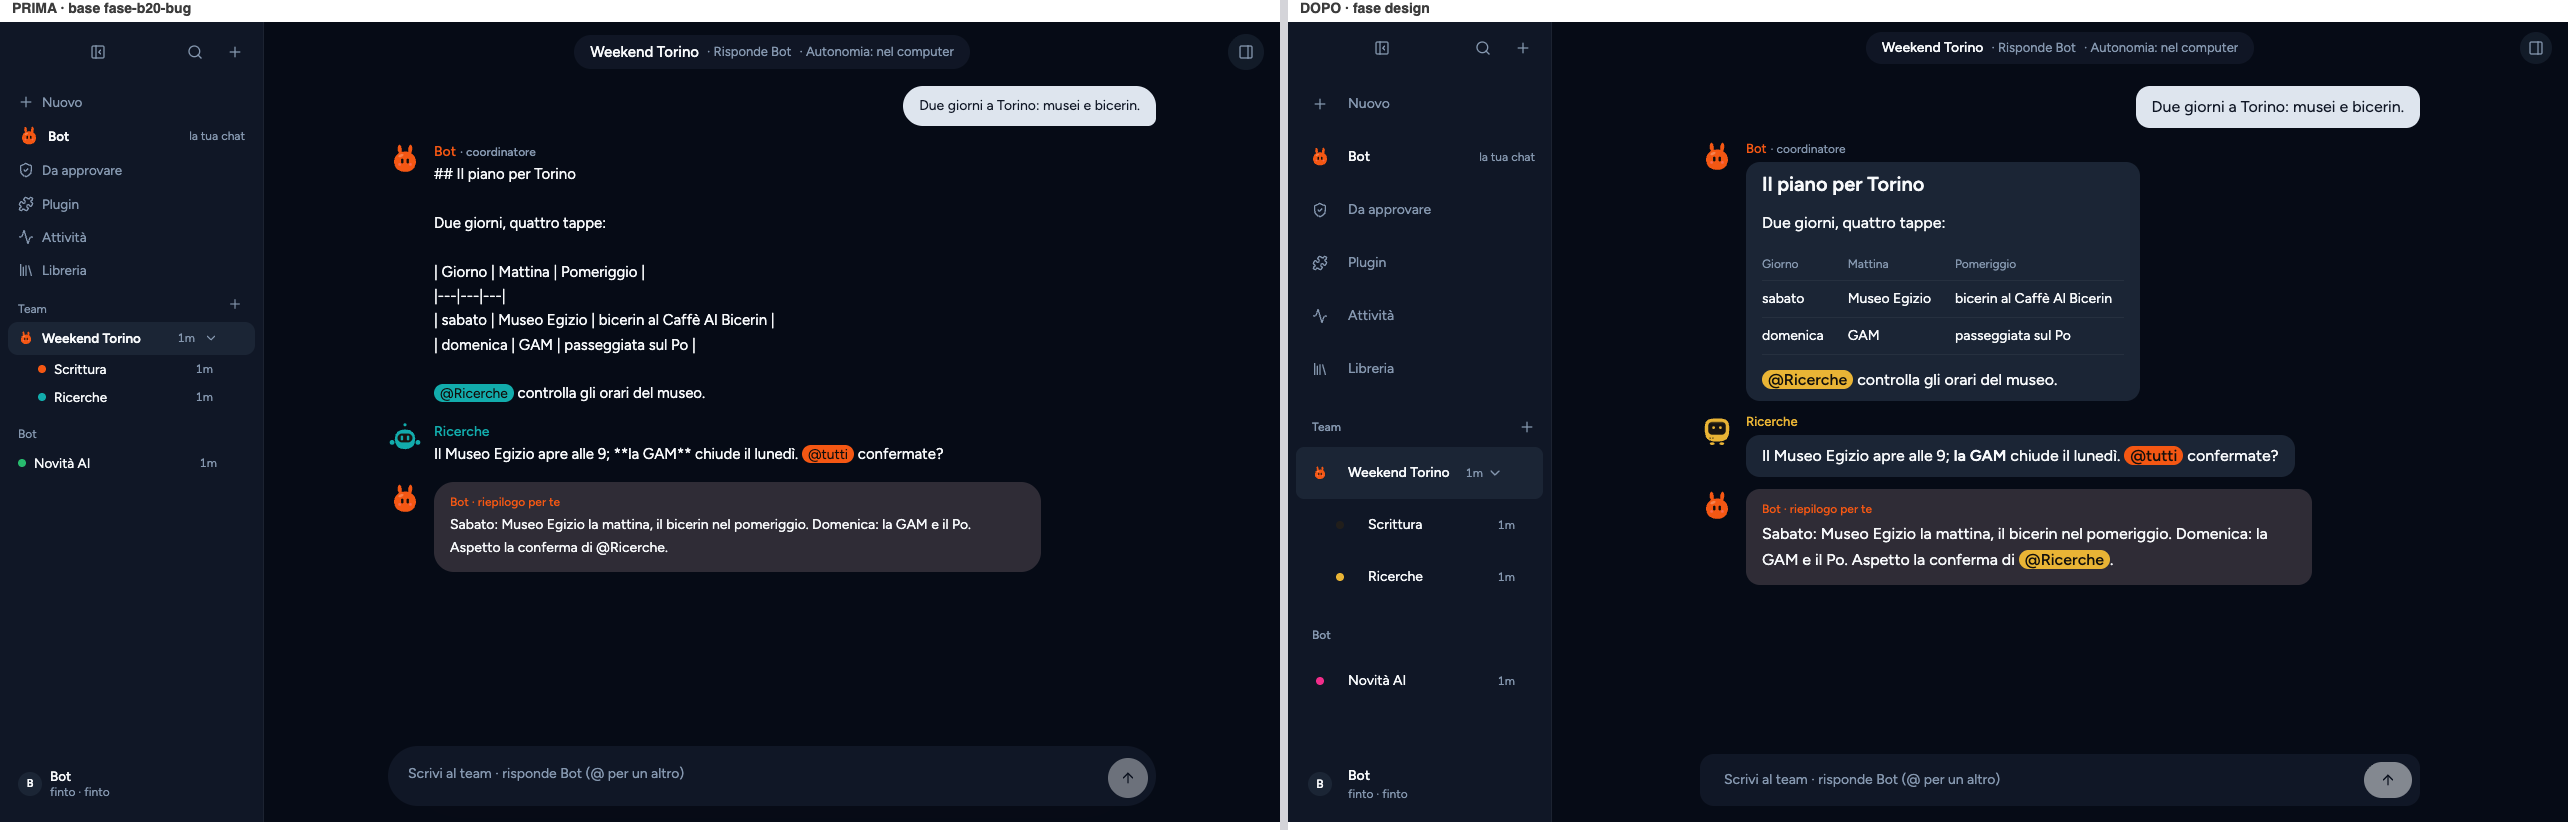 PRIMA · base fase-b20-bug
Weekend Torino · Risponde Bot · Autonomia: nel computer
Nuovo
Bot la tua chat
Da approvare
Plugin
Attività
Libreria
Team
Weekend Torino 1m
Scrittura 1m
Ricerche 1m
Bot
Novità AI 1m
B
Bot
finto · finto
Due giorni a Torino: musei e bicerin.
Bot · coordinatore
## Il piano per Torino
Due giorni, quattro tappe:
| Giorno | Mattina | Pomeriggio |
|---|---|---|
| sabato | Museo Egizio | bicerin al Caffè Al Bicerin |
| domenica | GAM | passeggiata sul Po |
@Ricerche controlla gli orari del museo.
Ricerche
Il Museo Egizio apre alle 9; **la GAM** chiude il lunedì. @tutti confermate?
Bot · riepilogo per te
Sabato: Museo Egizio la mattina, il bicerin nel pomeriggio. Domenica: la GAM e il Po.
Aspetto la conferma di @Ricerche.
Scrivi al team · risponde Bot (@ per un altro)
DOPO · fase design
Weekend Torino · Risponde Bot · Autonomia: nel computer
Nuovo
Bot la tua chat
Da approvare
Plugin
Attività
Libreria
Team
Weekend Torino 1m
Scrittura 1m
Ricerche 1m
Bot
Novità AI 1m
B
Bot
finto · finto
Due giorni a Torino: musei e bicerin.
Bot · coordinatore
Il piano per Torino
Due giorni, quattro tappe:
Giorno Mattina Pomeriggio
sabato Museo Egizio bicerin al Caffè Al Bicerin
domenica GAM passeggiata sul Po
@Ricerche controlla gli orari del museo.
Ricerche
Il Museo Egizio apre alle 9; la GAM chiude il lunedì. @tutti confermate?
Bot · riepilogo per te
Sabato: Museo Egizio la mattina, il bicerin nel pomeriggio. Domenica: la
GAM e il Po. Aspetto la conferma di @Ricerche.
Scrivi al team · risponde Bot (@ per un altro)